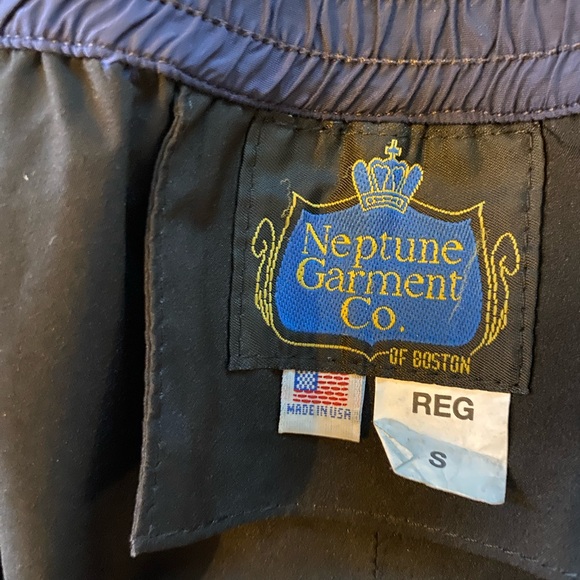 Neptune
Garment
Co.
OF BOSTON
MADE IN USA
REG
S